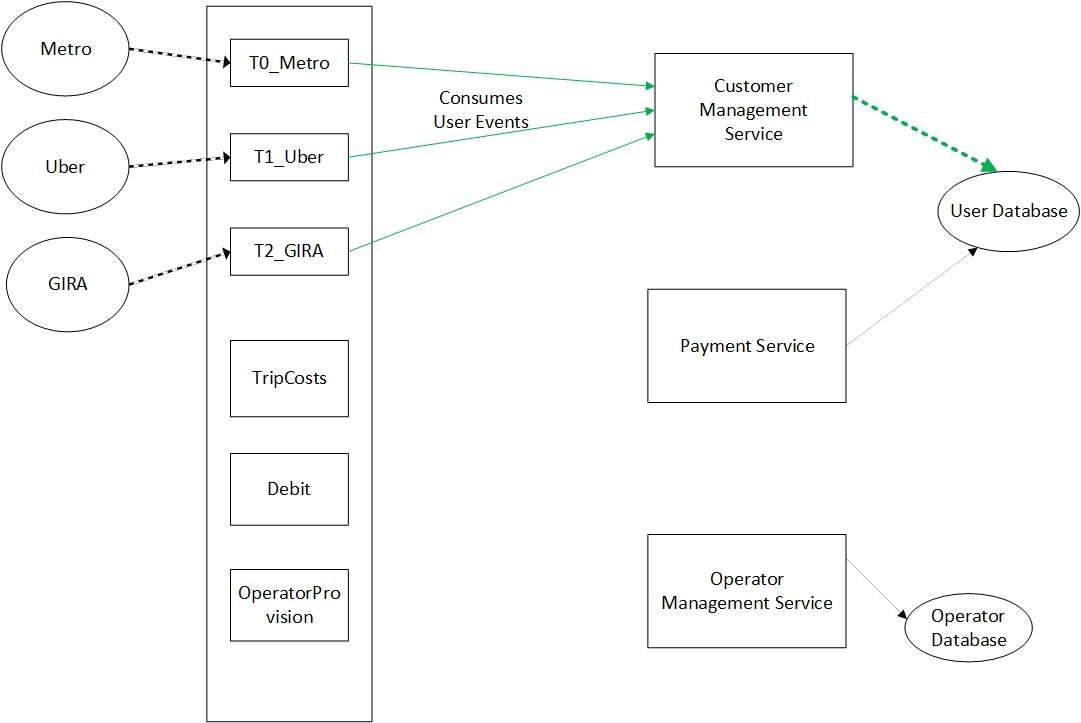 Metro
T0_Metro
Consumes
User Events
Customer
Management
Service
Uber
T1_Uber
User Database
GIRA
T2_GIRA
TripCosts
Payment Service
Debit
OperatorPro
vision
Operator
Management Service
Operator
Database